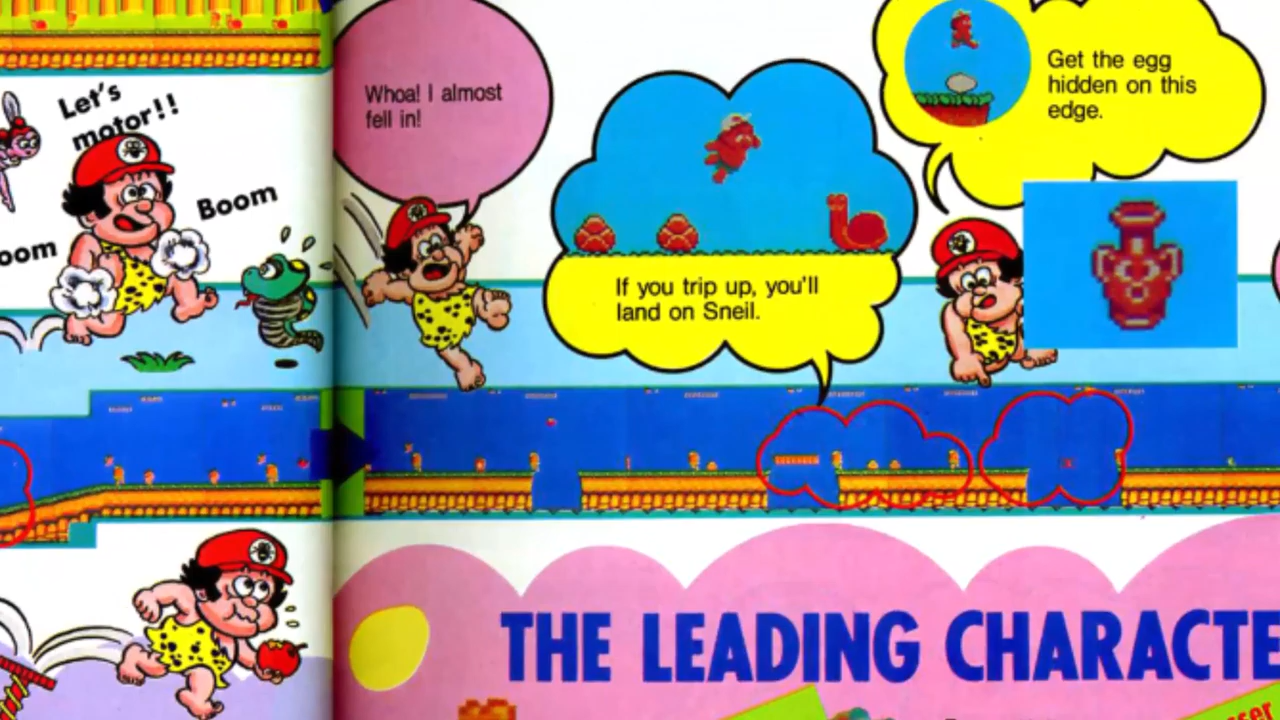 Let's
motor!!
Boom
oom
Whoa! I almost
fell in!
If you trip up, you'll
land on Sneil.
Get the egg
hidden on this
edge.
THE LEADING CHARACTE
ser